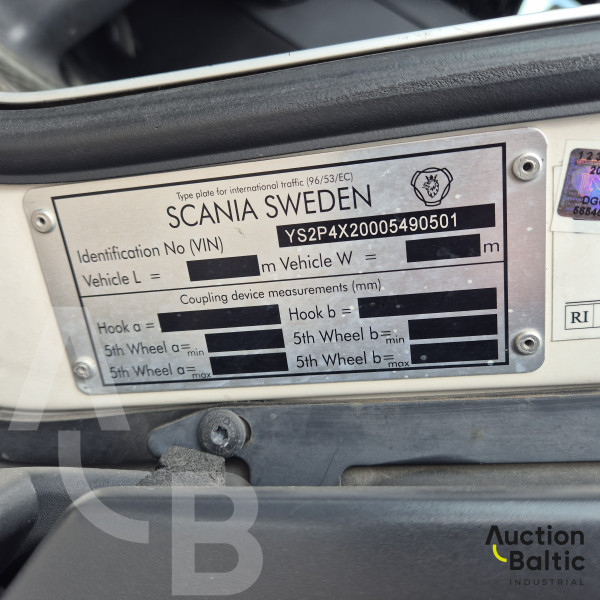 Type plate for international traffic (96/53/EC)
SCANIA SWEDEN
Identification No (VIN) YS2P4X20005490501
Vehicle L = m Vehicle W = m
Coupling device measurements (mm)
Hook a = Hook b =
5th Wheel a=min 5th Wheel b=min
5th Wheel a=max 5th Wheel b=max
RI
Auction
Baltic
INDUSTRIAL